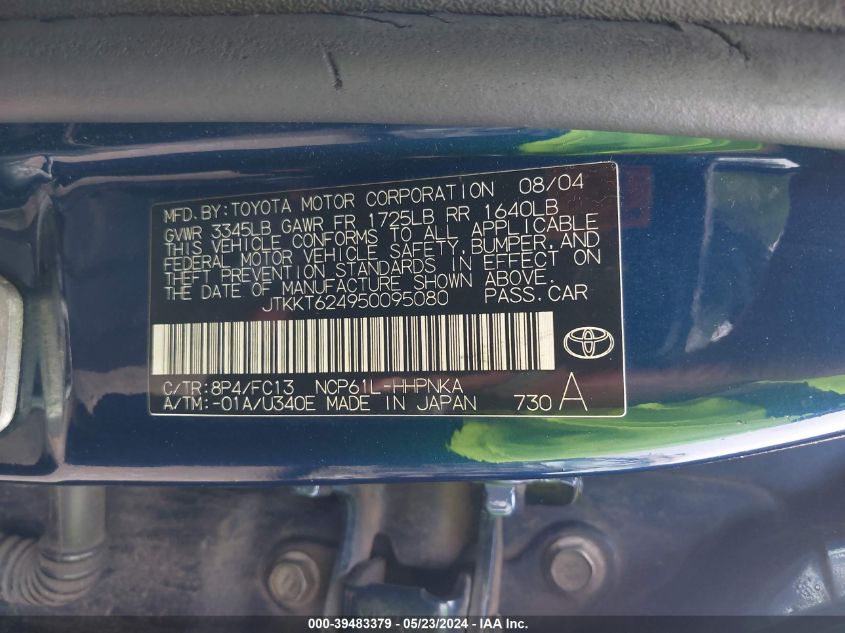 MFD. BY: TOYOTA MOTOR CORPORATION 08/04
GVWR 3345LB GAWR FR 1725LB RR 1640LB
THIS VEHICLE CONFORMS TO ALL APPLICABLE
FEDERAL MOTOR VEHICLE SAFETY, BUMPER, AND
THEFT PREVENTION STANDARDS IN EFFECT ON
THE DATE OF MANUFACTURE SHOWN ABOVE.
JTKKT624950095080 PASS. CAR
C/TR: 8P4/FC13 NCP61L-HHPNKA
A/TM: -01A/U340E MADE IN JAPAN 730 A
000-39483379 - 05/23/2024 - IAA Inc.